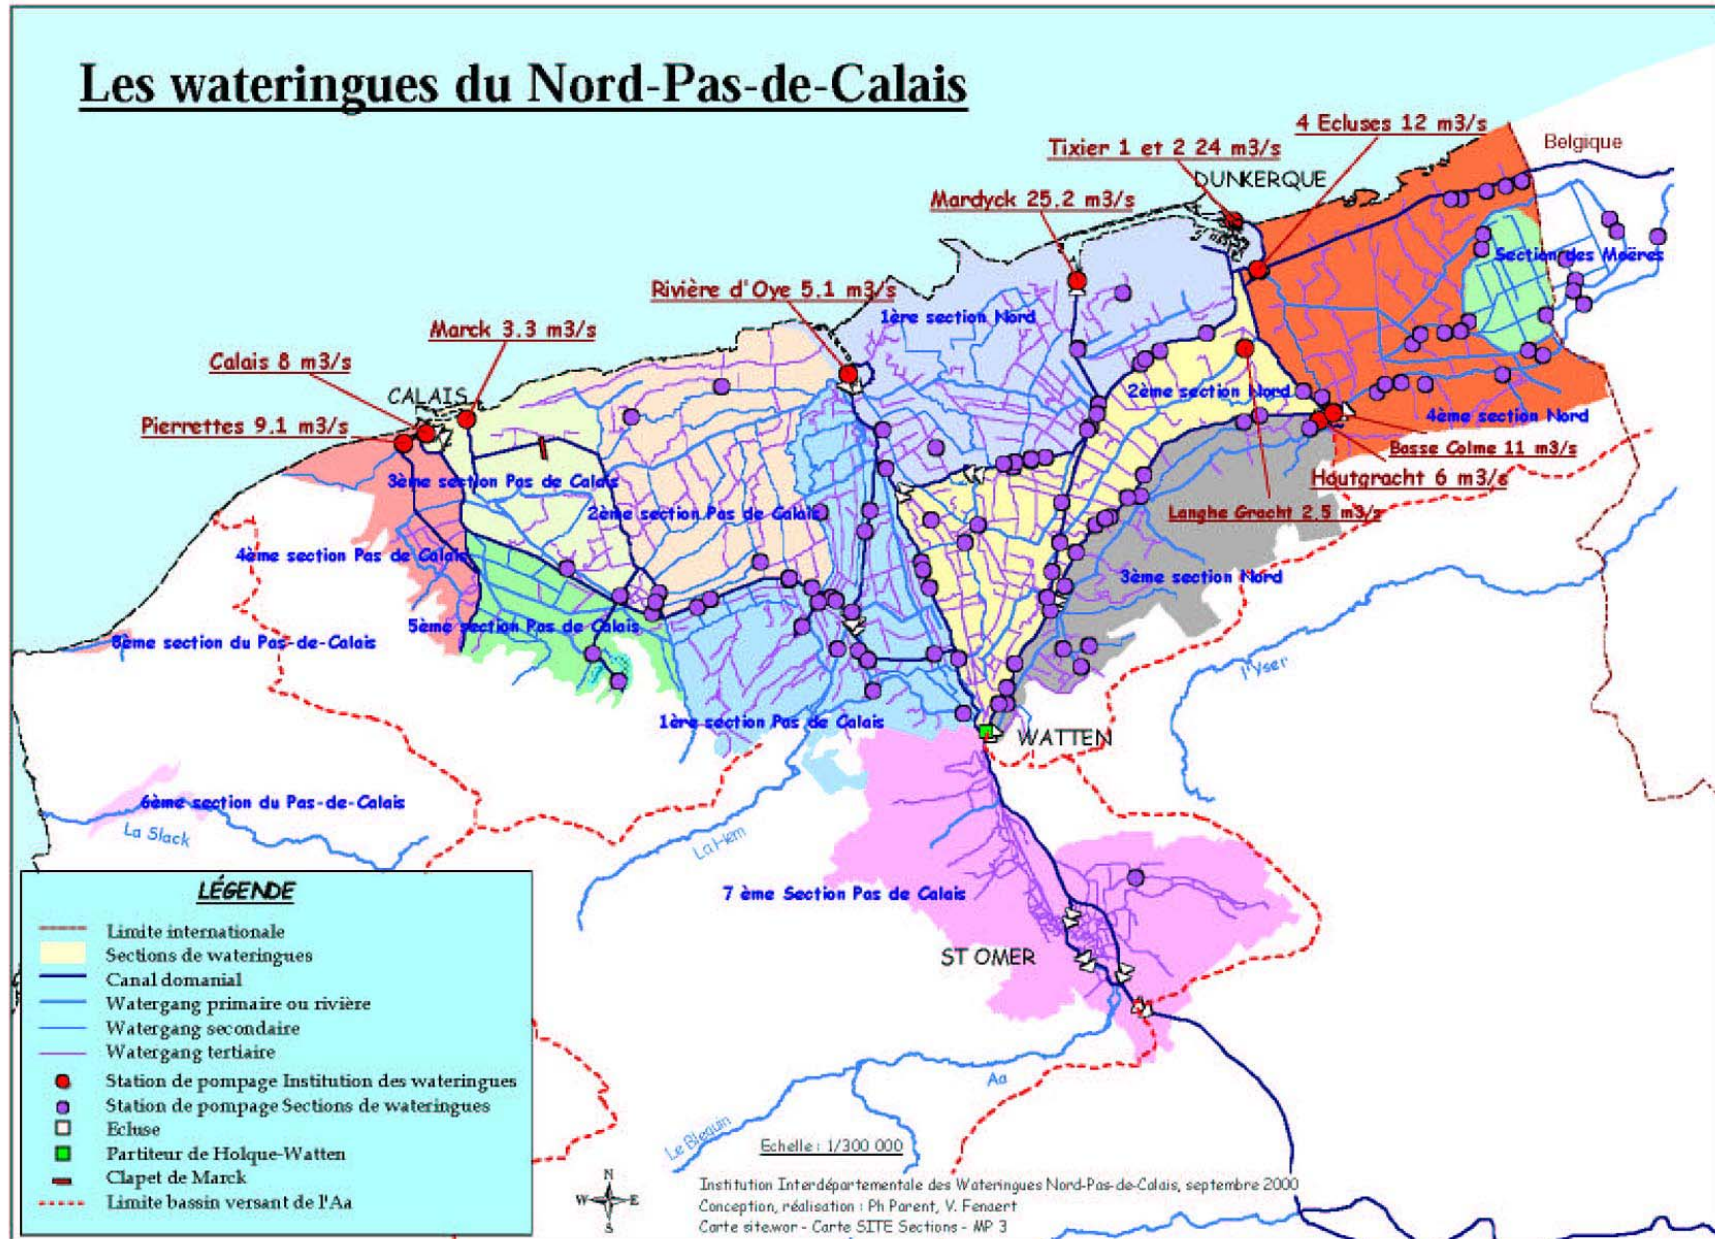 Les wateringues du Nord-Pas-de-Calais
4 Ecluses 12 m3/s
Belgique
Tixier 1 et 2 24 m3/s
DUNKERQUE
Mardyck 25.2 m3/s
Section des Moëres
Rivière d'Oye 5.1 m3/s
1ère section Nord
Marck 3.3 m3/s
Calais 8 m3/s
CALAIS
2ème section Nord
4ème section Nord
Pierrettes 9.1 m3/s
Basse Colme 11 m3/s
3ème section Pas de Calais
Houtgracht 6 m3/s
2ème section Pas de Calais
Langhe Gracht 2.5 m3/s
4ème section Pas de Calais
3ème section Nord
5ème section Pas de Calais
8ème section du Pas-de-Calais
l'Yser
1ère section Pas de Calais
WATTEN
6ème section du Pas-de-Calais
La Slack
La Hem
7 ème Section Pas de Calais
ST OMER
Aa
Le Blequin
LÉGENDE
Limite internationale
Sections de wateringues
Canal domanial
Watergang primaire ou rivière
Watergang secondaire
Watergang tertiaire
Station de pompage Institution des wateringues
Station de pompage Sections de wateringues
Ecluse
Partiteur de Holque-Watten
Clapet de Marck
Limite bassin versant de l'Aa
Echelle : 1/300 000
N
W E
S
Institution Interdépartementale des Wateringues Nord-Pas-de-Calais, septembre 2000
Conception, réalisation : Ph Parent, V. Fenaert
Carte site.wor - Carte SITE Sections - MP 3